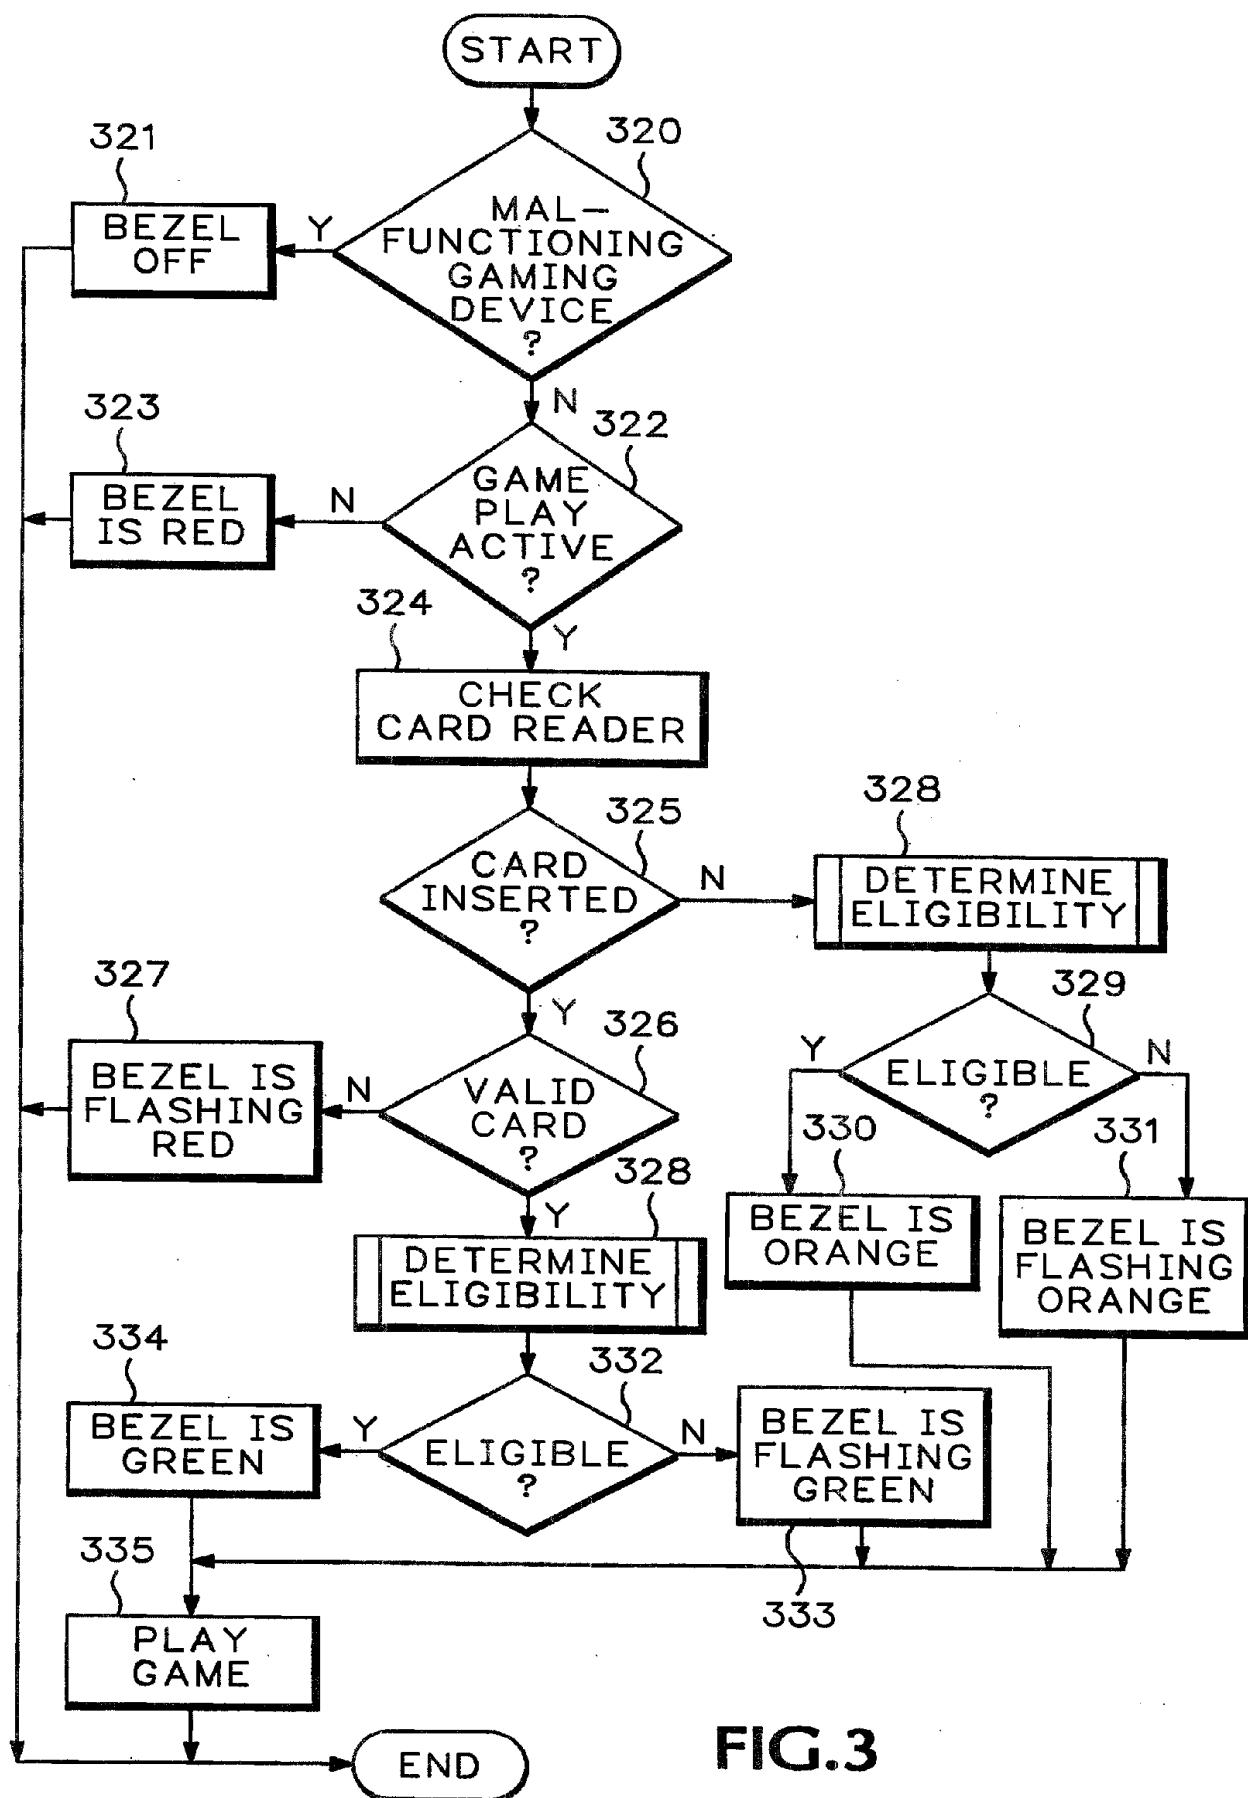 START
320
321
MAL-
FUNCTIONING
GAMING
DEVICE
?
Y
BEZEL
OFF
N
323
322
GAME
PLAY
ACTIVE
?
N
BEZEL
IS RED
324
Y
CHECK
CARD READER
325
328
CARD
INSERTED
?
N
DETERMINE
ELIGIBILITY
327
Y
326
329
BEZEL IS
FLASHING
RED
N
VALID
CARD
?
Y
ELIGIBLE
?
N
330
331
328
Y
BEZEL IS
ORANGE
BEZEL IS
FLASHING
ORANGE
DETERMINE
ELIGIBILITY
334
332
BEZEL IS
GREEN
Y
ELIGIBLE
?
N
BEZEL IS
FLASHING
GREEN
335
333
PLAY
GAME
END
FIG.3